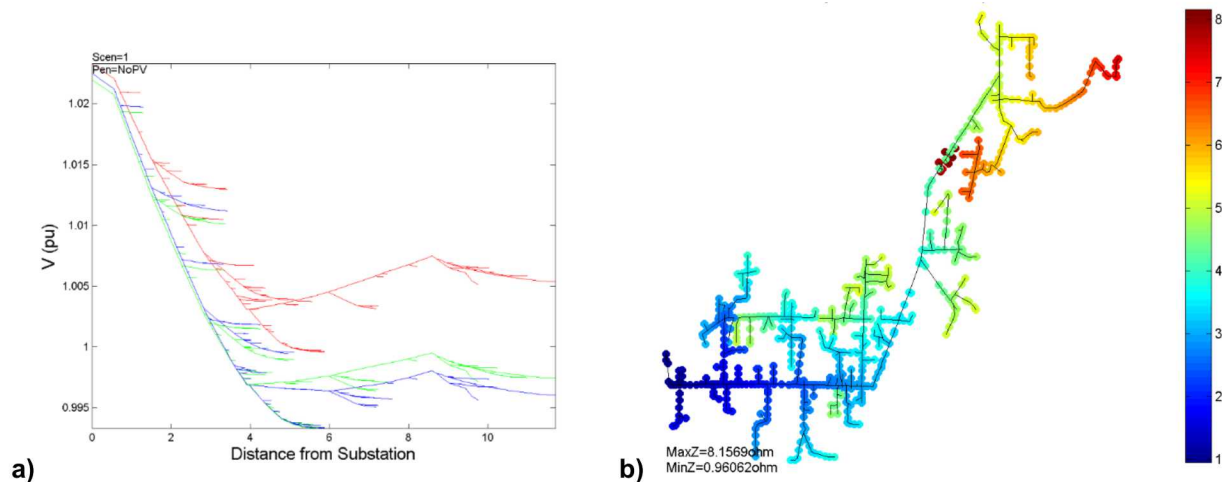 Scen=1
Pen=NoPV
1.02
1.015
1.01
1.005
1
0.995
V (pu)
0 2 4 6 8 10
Distance from Substation
a)
8
7
6
5
4
3
2
1
MaxZ=8.1569ohm
MinZ=0.96062ohm
b)